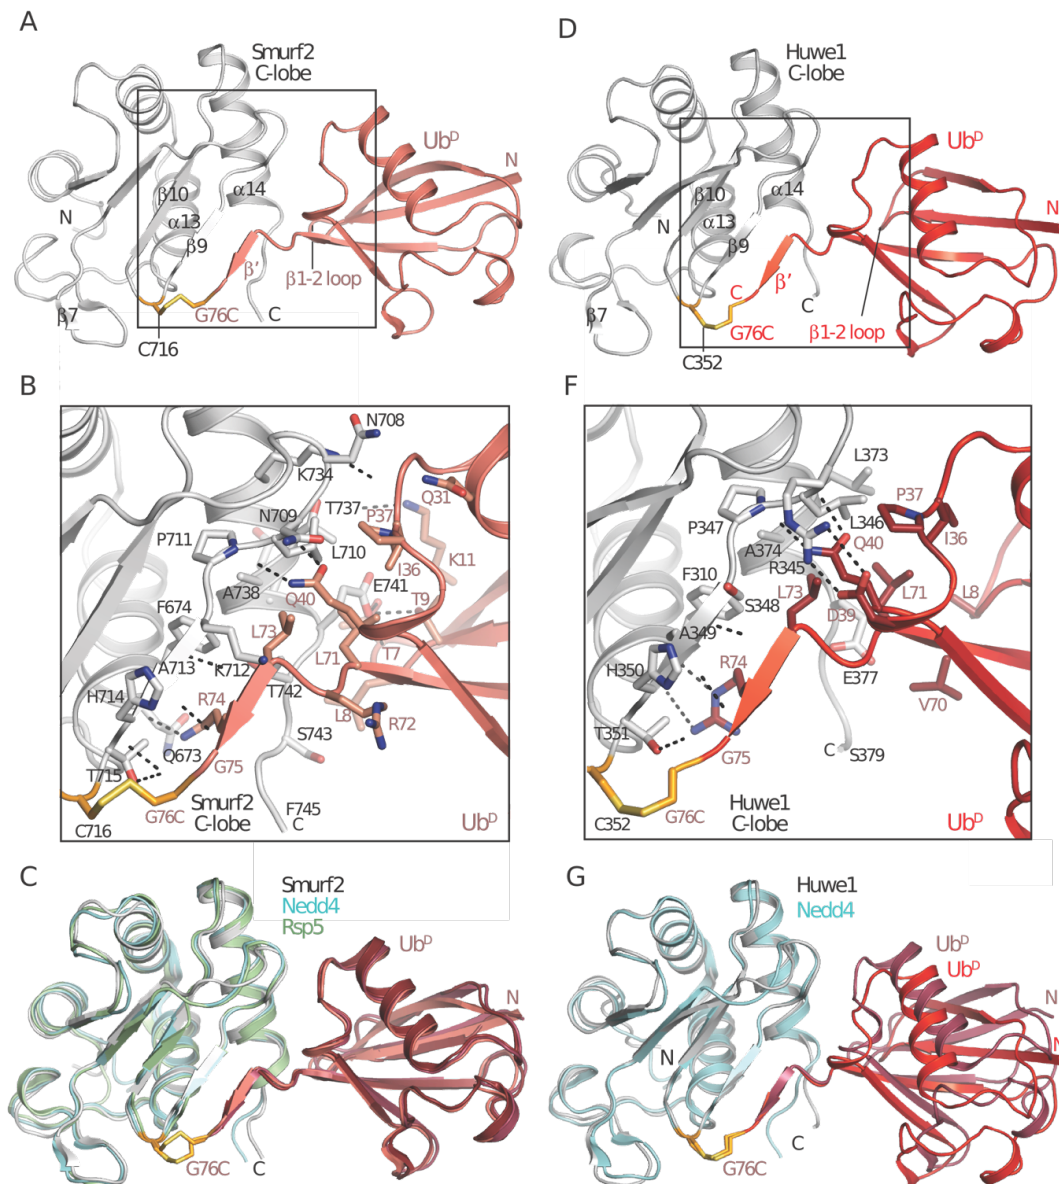 A
Smurf2
C-lobe
Ub^D
N
β10
α14
N
α13
β9
β'
β1-2 loop
β7
G76C
C
C716
D
Huwe1
C-lobe
Ub^D
N
β10
α14
N
α13
β9
β'
C
C
β7
G76C
β1-2 loop
C352
B
N708
K734
Q31
T737
P37
N709
P711
L710
I36
K11
A738
E741
Q40
T9
F674
L73
A713
K712
L71
T7
H714
R74
T742
L8
R72
Q673
S743
T715
G75
F745
C716
G76C
Smurf2
C-lobe
C
Ub^D
F
L373
P37
P347
L346
I36
A374
Q40
R345
F310
L73
L71
L8
S348
D39
A349
H350
R74
E377
V70
T351
C
S379
G75
C352
G76C
Huwe1
C-lobe
Ub^D
C
Smurf2
Nedd4
Rsp5
Ub^D
N
G76C
C
G
Huwe1
Nedd4
Ub^D
Ub^D
N
N
N
C
G76C